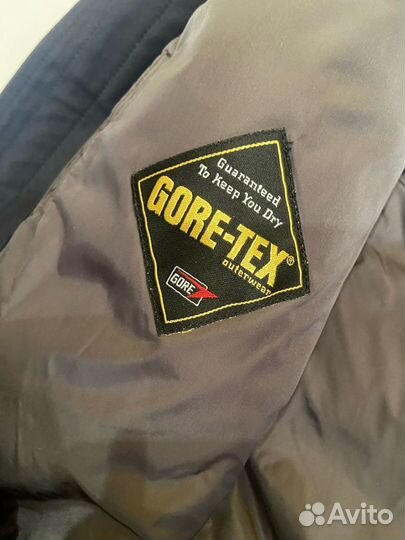 Guaranteed
To Keep You Dry
GORE-TEX®
outerwear
GORE
Avito